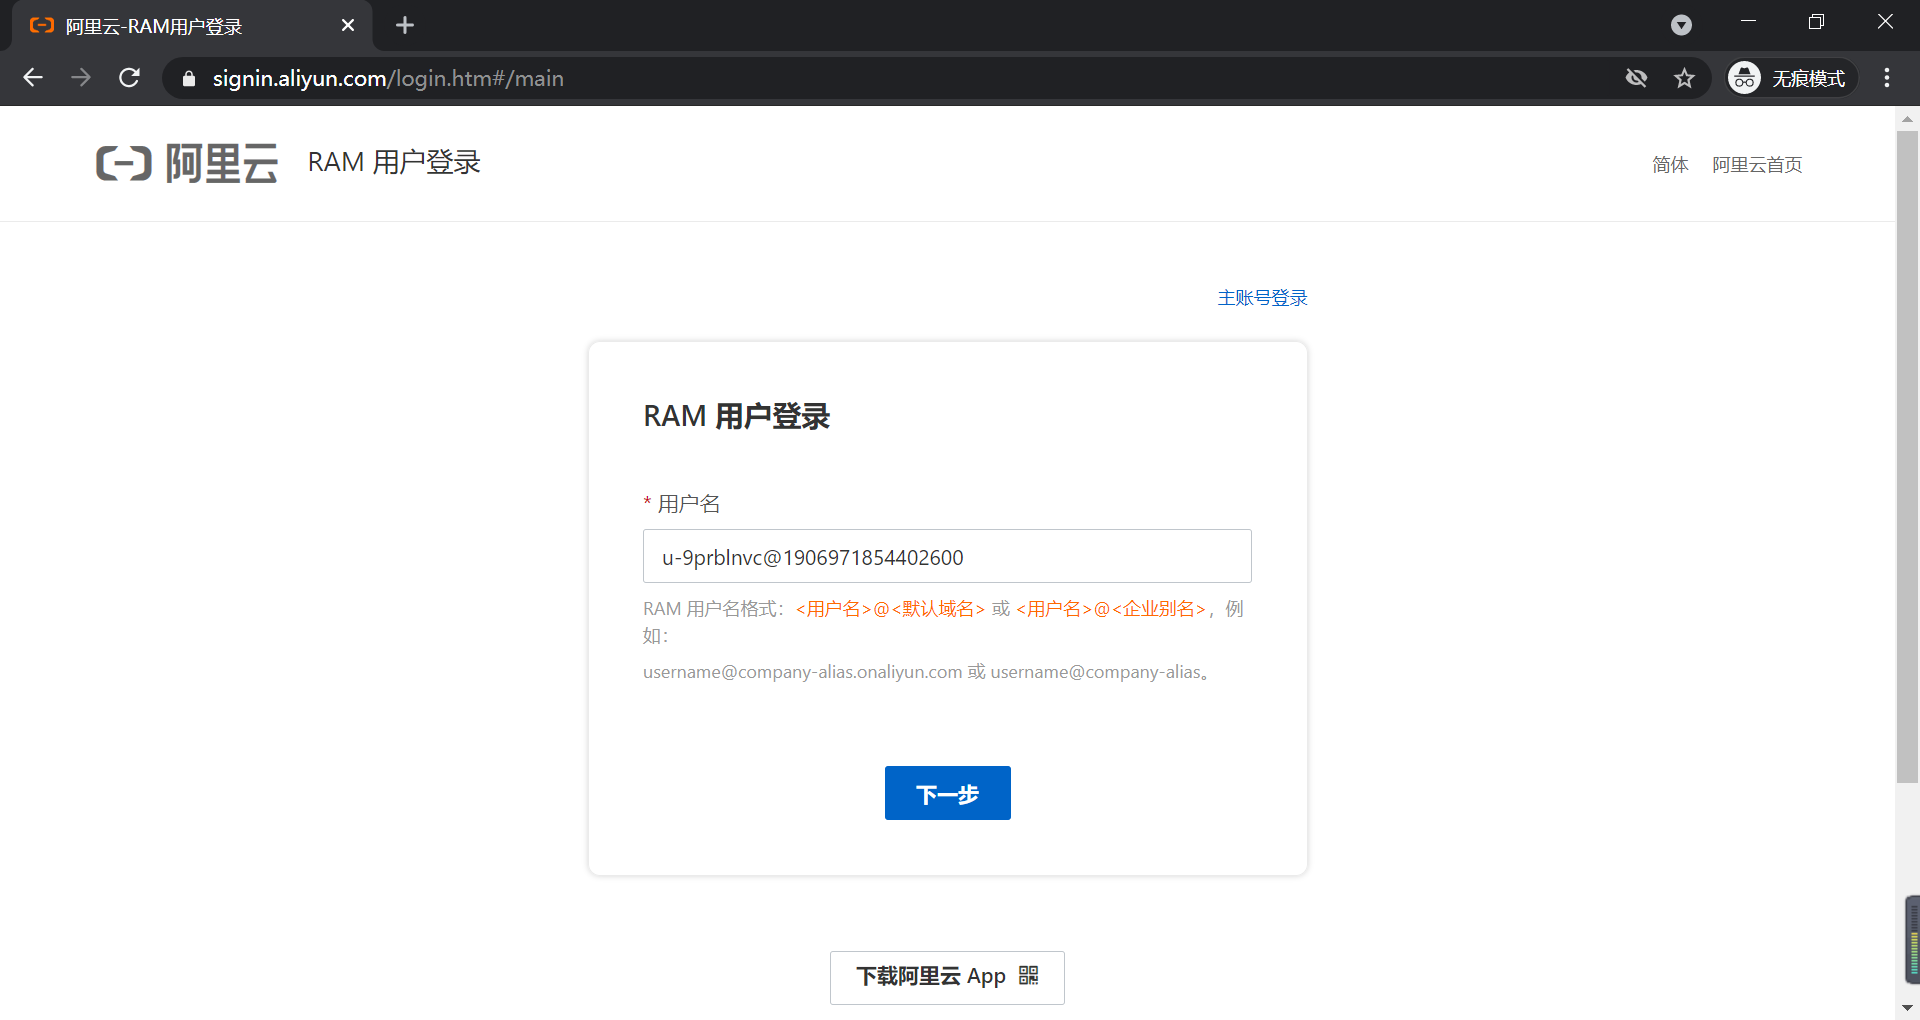 阿里云-RAM用户登录
signin.aliyun.com/login.htm#/main
无痕模式
阿里云 RAM 用户登录
简体 阿里云首页
主账号登录
RAM 用户登录
* 用户名
u-9prblnvc@1906971854402600
RAM 用户名格式：<用户名>@<默认域名> 或 <用户名>@<企业别名>，例
如：
username@company-alias.onaliyun.com 或 username@company-alias。
下一步
下载阿里云 App